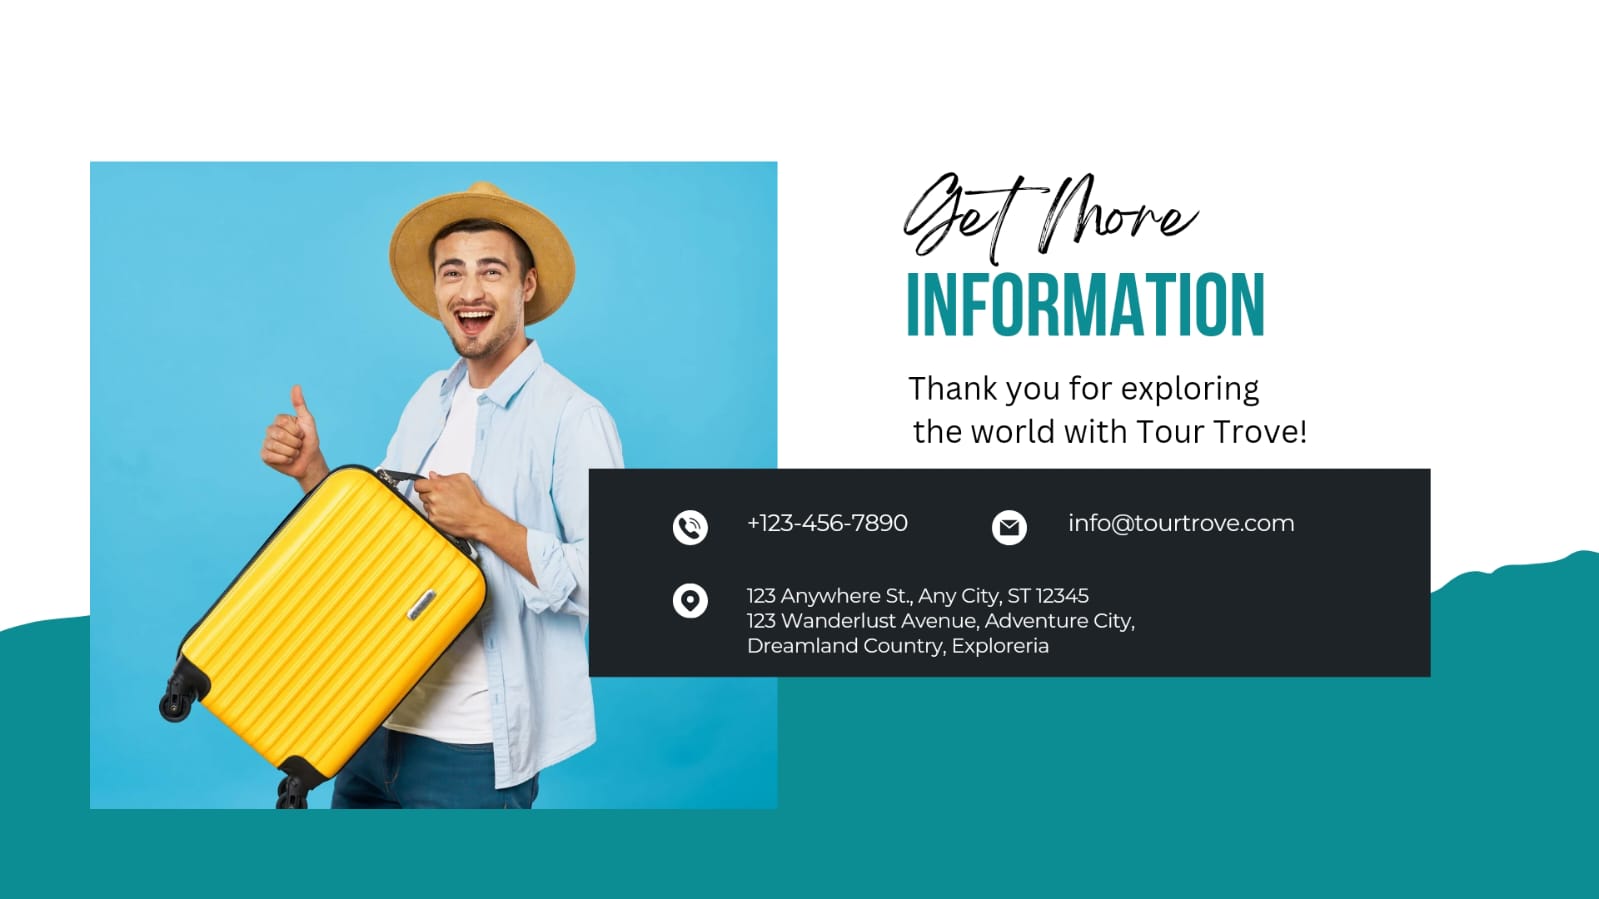 Get More
INFORMATION
Thank you for exploring
the world with Tour Trove!
+123-456-7890
info@tourtrove.com
123 Anywhere St., Any City, ST 12345
123 Wanderlust Avenue, Adventure City,
Dreamland Country, Exploreria